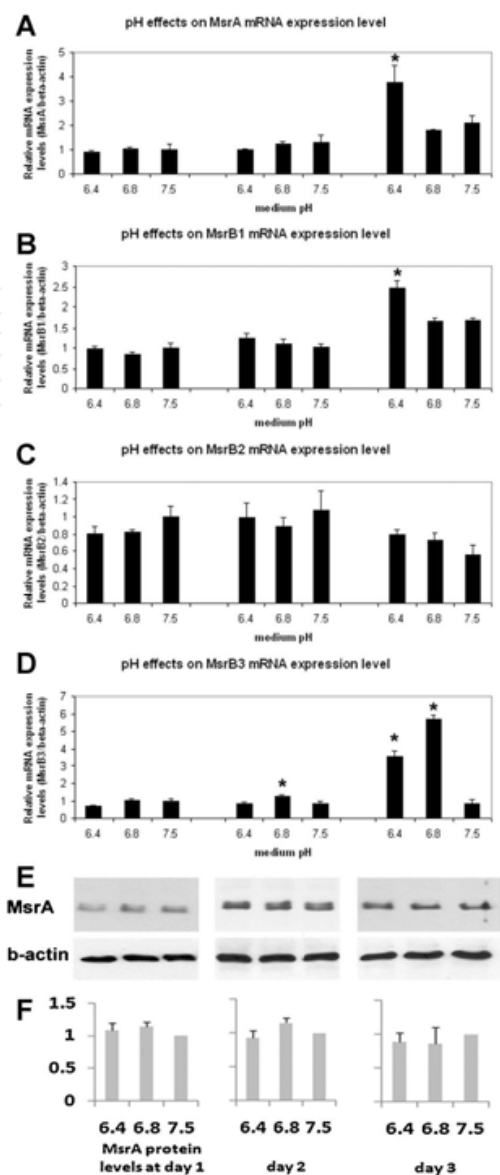 A
pH effects on MsrA mRNA expression level
Relative mRNA expression
levels (MsrA/beta-actin)
5
4
3
2
1
0
*
6.4 6.8 7.5 6.4 6.8 7.5 6.4 6.8 7.5
medium pH
B
pH effects on MsrB1 mRNA expression level
Relative mRNA expression
levels (MsrB1/beta-actin)
3
2.5
2
1.5
1
0.5
0
*
6.4 6.8 7.5 6.4 6.8 7.5 6.4 6.8 7.5
medium pH
C
pH effects on MsrB2 mRNA expression level
Relative mRNA expression
levels (MsrB2/beta-actin)
1.4
1.2
1
0.8
0.6
0.4
0.2
0
6.4 6.8 7.5 6.4 6.8 7.5 6.4 6.8 7.5
medium pH
D
pH effects on MsrB3 mRNA expression level
Relative mRNA expression
levels (MsrB3/beta-actin)
7
6
5
4
3
2
1
0
* * *
6.4 6.8 7.5 6.4 6.8 7.5 6.4 6.8 7.5
medium pH
E
MsrA
b-actin
F
1.5
1
0.5
0
6.4 6.8 7.5 6.4 6.8 7.5 6.4 6.8 7.5
MsrA protein
levels at day 1 day 2 day 3